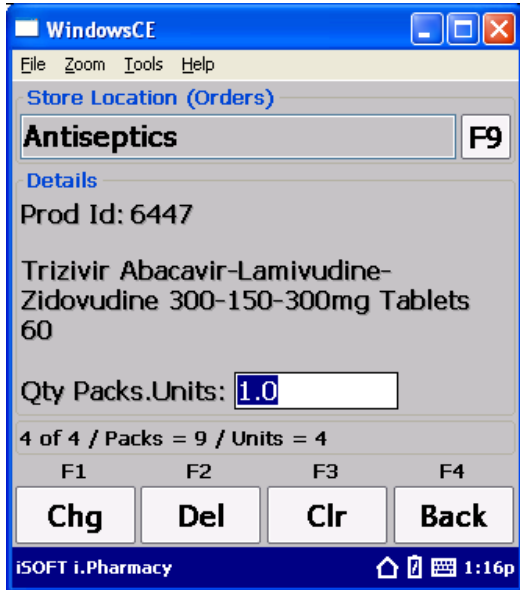 WindowsCE
File Zoom Tools Help
Store Location (Orders)
Antiseptics F9
Details
Prod Id: 6447
Trizivir Abacavir-Lamivudine-
Zidovudine 300-150-300mg Tablets
60
Qty Packs.Units: 1.0
4 of 4 / Packs = 9 / Units = 4
F1 F2 F3 F4
Chg Del Clr Back
iSOFT i.Pharmacy 1:16p